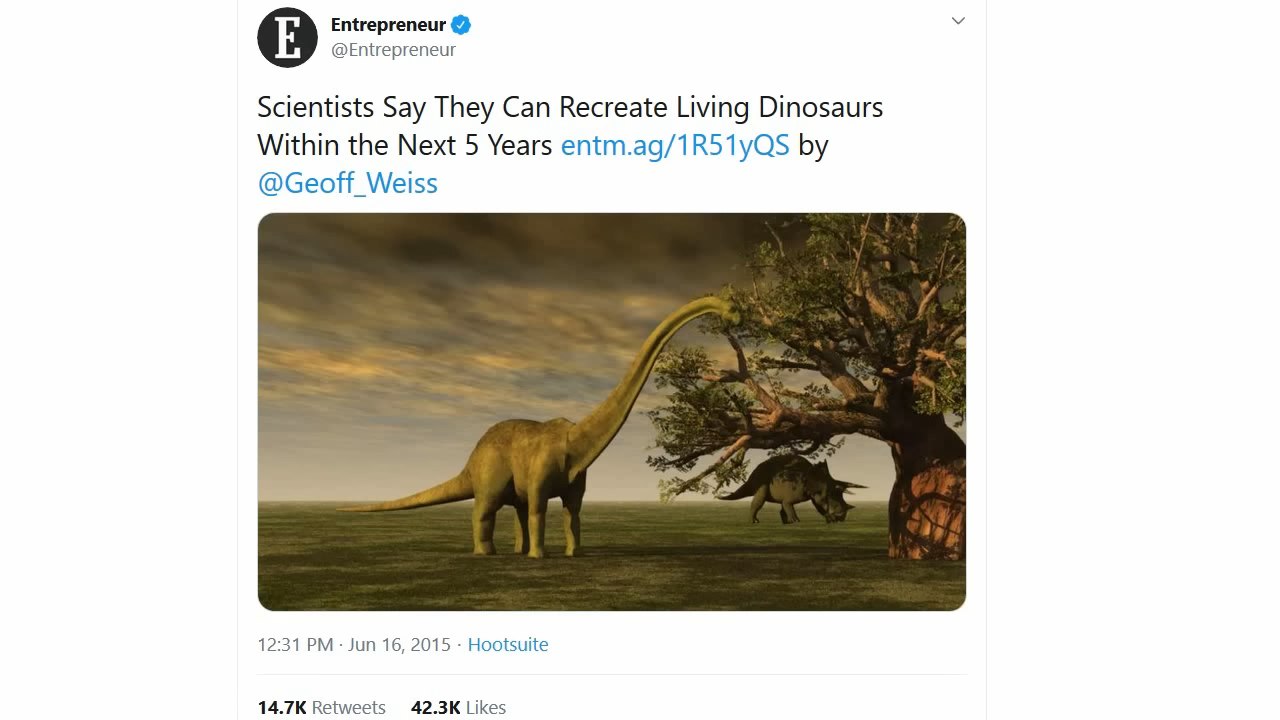 E
Entrepreneur
@Entrepreneur
Scientists Say They Can Recreate Living Dinosaurs
Within the Next 5 Years entm.ag/1R51yQS by
@Geoff_Weiss
12:31 PM · Jun 16, 2015 · Hootsuite
14.7K Retweets 42.3K Likes